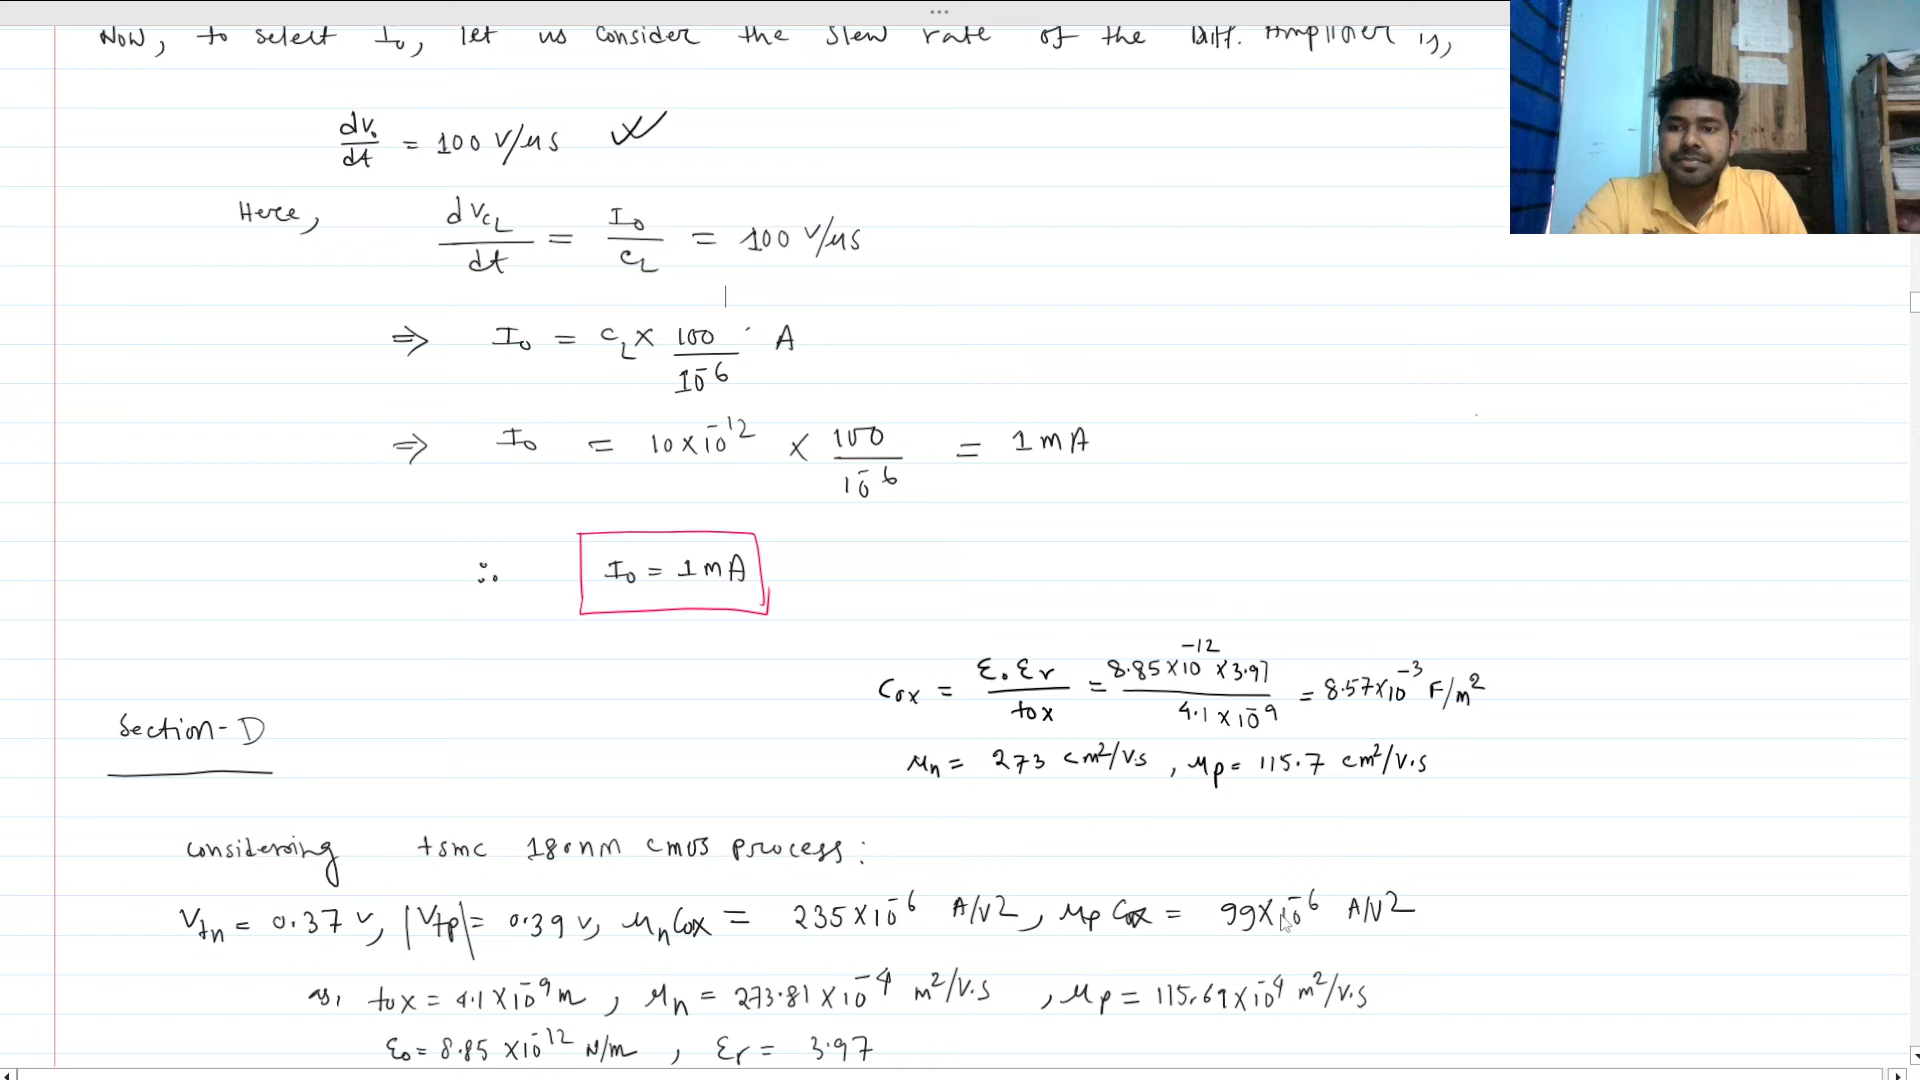 Now, to select I₀, let us consider the slew rate of the Diff. Amplifier is,
dv₀/dt = 100 V/μs
Here, dV_CL/dt = I₀/C_L = 100 V/μs
⇒ I₀ = C_L × 100/10⁻⁶ A
⇒ I₀ = 10×10⁻¹² × 100/10⁻⁶ = 1 mA
∴ I₀ = 1 mA
Cox = ε₀εr/tox = 8.85×10⁻¹² × 3.97/4.1×10⁻⁹ = 8.57×10⁻³ F/m²
Section-D
μn = 273 cm²/V.s, μp = 115.7 cm²/V.s
considering tsmc 180nm cmos process:
Vtn = 0.37 V, |Vtp| = 0.39 V, μnCox = 235×10⁻⁶ A/V2, μpCox = 99×10⁻⁶ A/V2
as, tox = 4.1×10⁻⁹ m, μn = 273.81×10⁻⁴ m²/V.s, μp = 115.69×10⁻⁴ m²/V.s
ε₀ = 8.85×10⁻¹² N/m, εr = 3.97